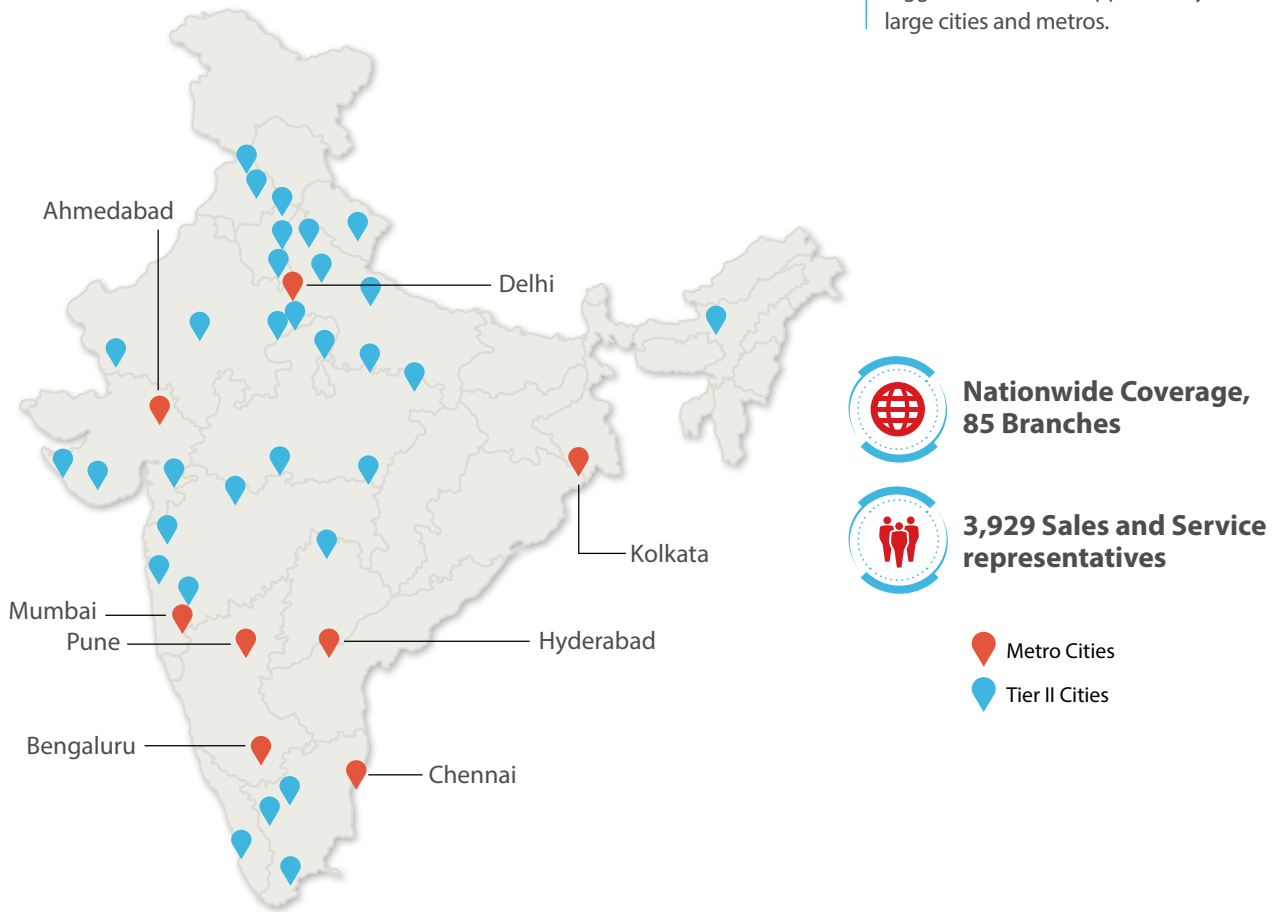 large cities and metros.
Ahmedabad
Delhi
Nationwide Coverage,
85 Branches
3,929 Sales and Service
representatives
Kolkata
Mumbai
Pune
Hyderabad
Metro Cities
Tier II Cities
Bengaluru
Chennai